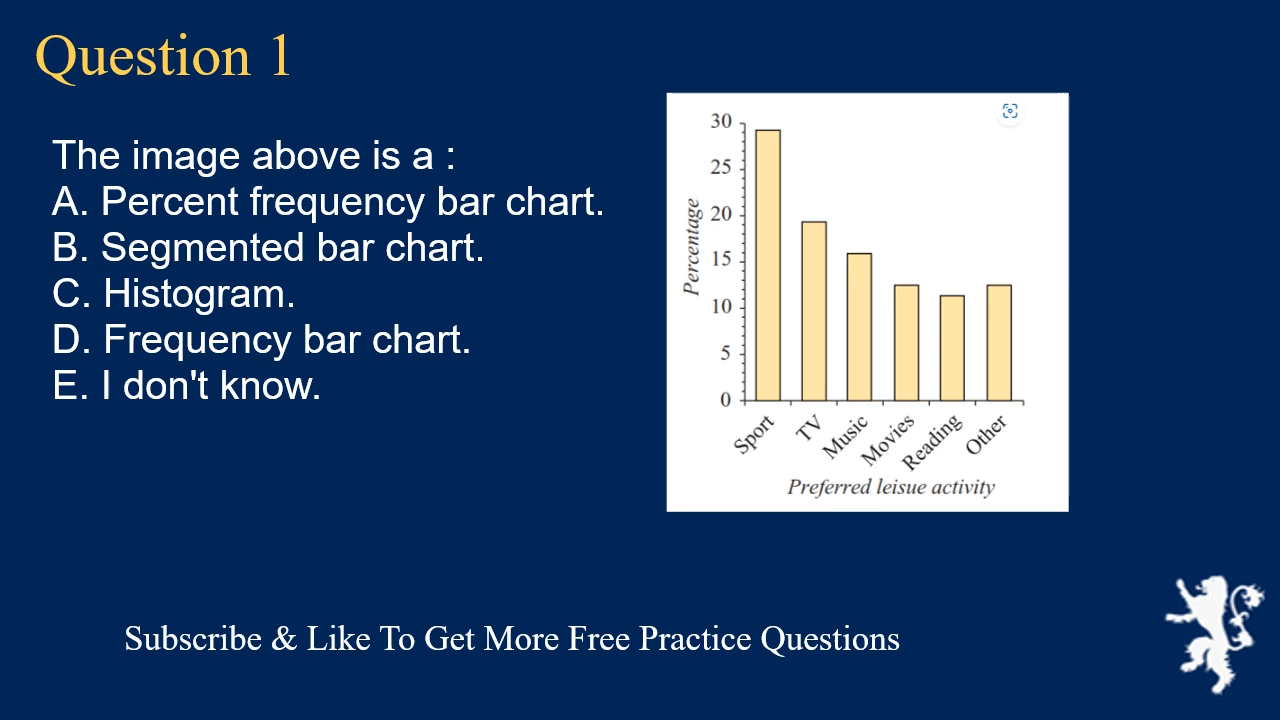 Question 1
The image above is a :
A. Percent frequency bar chart.
B. Segmented bar chart.
C. Histogram.
D. Frequency bar chart.
E. I don't know.
30
25
20
15
10
5
0
Percentage
Sport
TV
Music
Movies
Reading
Other
Preferred leisue activity
Subscribe & Like To Get More Free Practice Questions